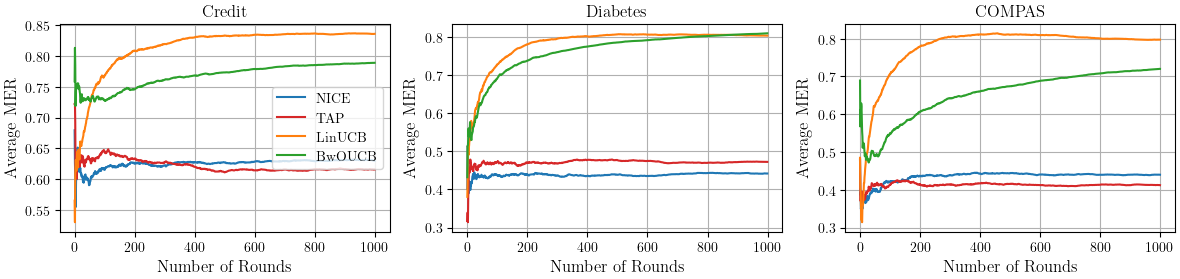 Credit
Average MER
0.85
0.80
0.75
0.70
0.65
0.60
0.55
0 200 400 600 800 1000
Number of Rounds
NICE
TAP
LinUCB
BwOUCB
Diabetes
Average MER
0.8
0.7
0.6
0.5
0.4
0.3
0 200 400 600 800 1000
Number of Rounds
COMPAS
Average MER
0.8
0.7
0.6
0.5
0.4
0.3
0 200 400 600 800 1000
Number of Rounds